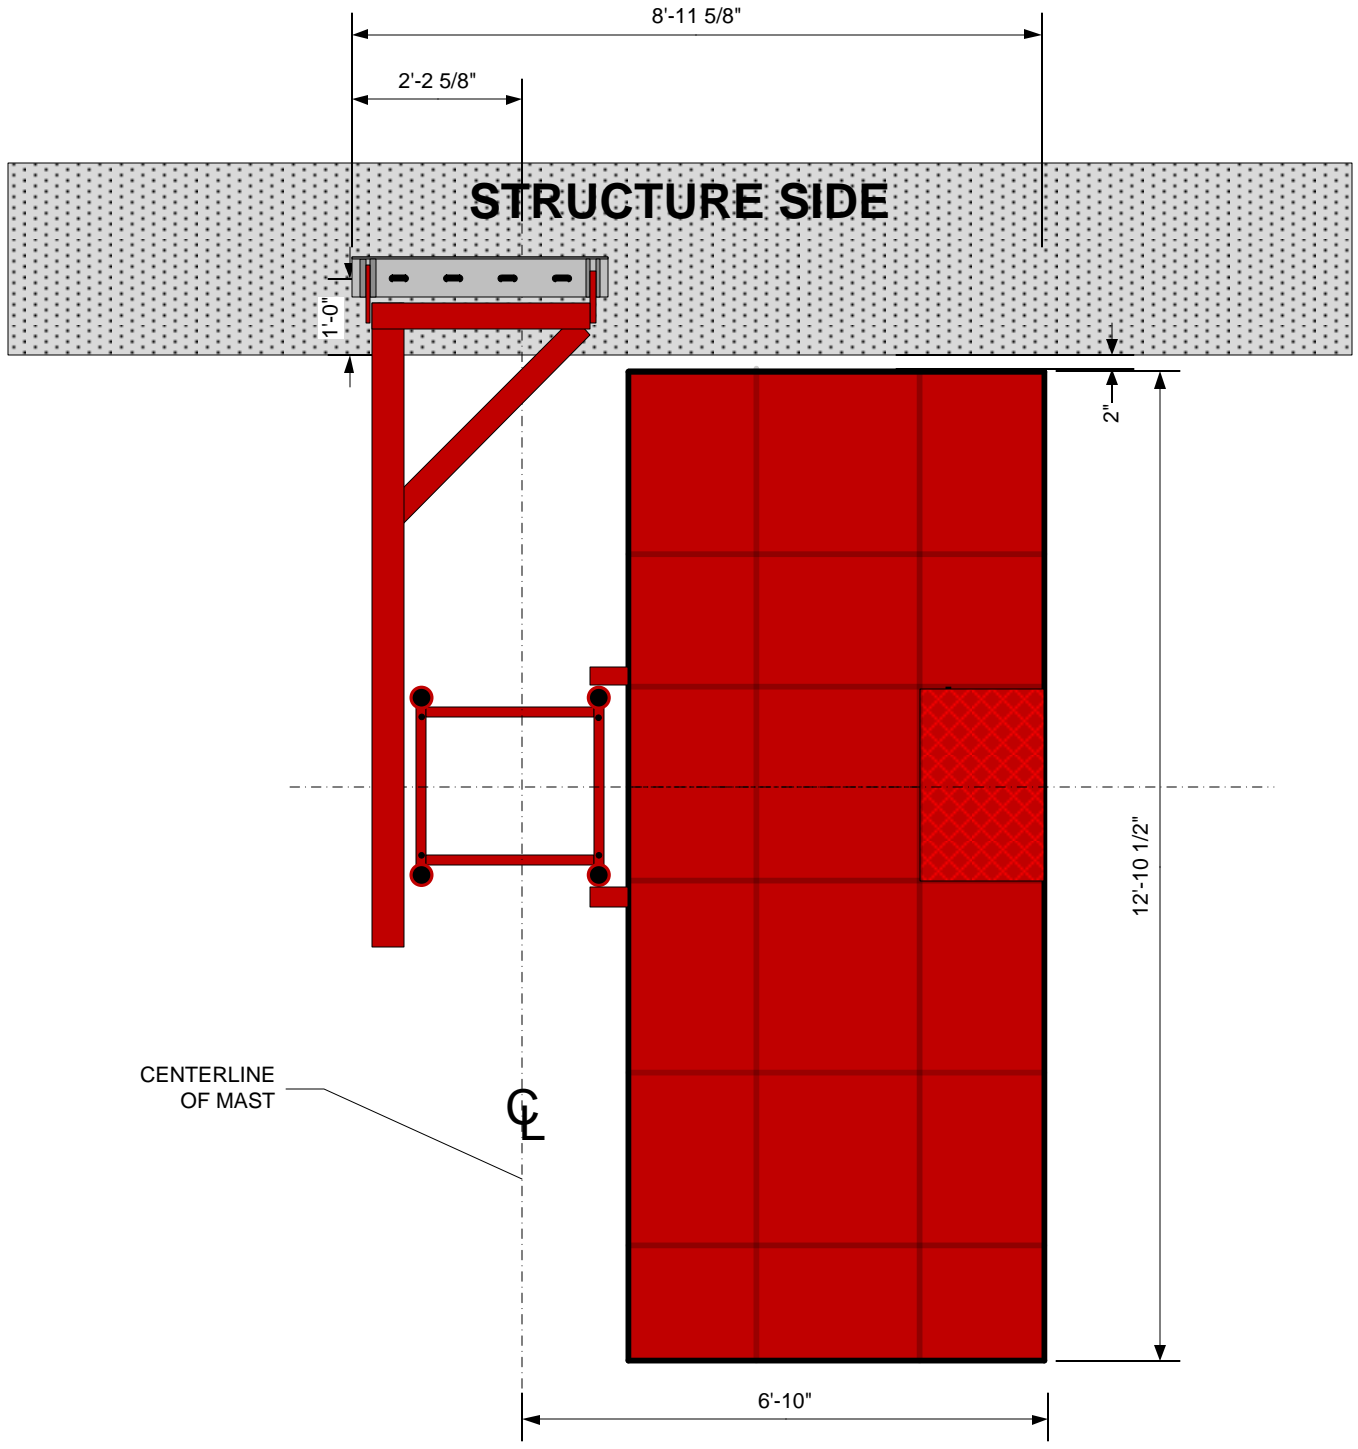 8'-11 5/8"
2'-2 5/8"
STRUCTURE SIDE
1'-0"
2"
12'-10 1/2"
CENTERLINE
OF MAST
CL
6'-10"